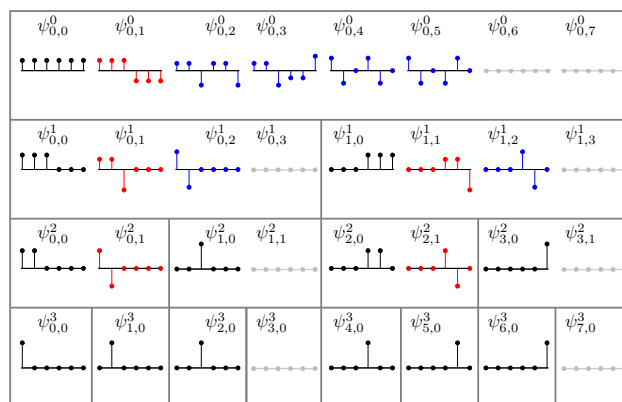 ψ^0_{0,0} ψ^0_{0,1} ψ^0_{0,2} ψ^0_{0,3} ψ^0_{0,4} ψ^0_{0,5} ψ^0_{0,6} ψ^0_{0,7}
ψ^1_{0,0} ψ^1_{0,1} ψ^1_{0,2} ψ^1_{0,3} ψ^1_{1,0} ψ^1_{1,1} ψ^1_{1,2} ψ^1_{1,3}
ψ^2_{0,0} ψ^2_{0,1} ψ^2_{1,0} ψ^2_{1,1} ψ^2_{2,0} ψ^2_{2,1} ψ^2_{3,0} ψ^2_{3,1}
ψ^3_{0,0} ψ^3_{1,0} ψ^3_{2,0} ψ^3_{3,0} ψ^3_{4,0} ψ^3_{5,0} ψ^3_{6,0} ψ^3_{7,0}